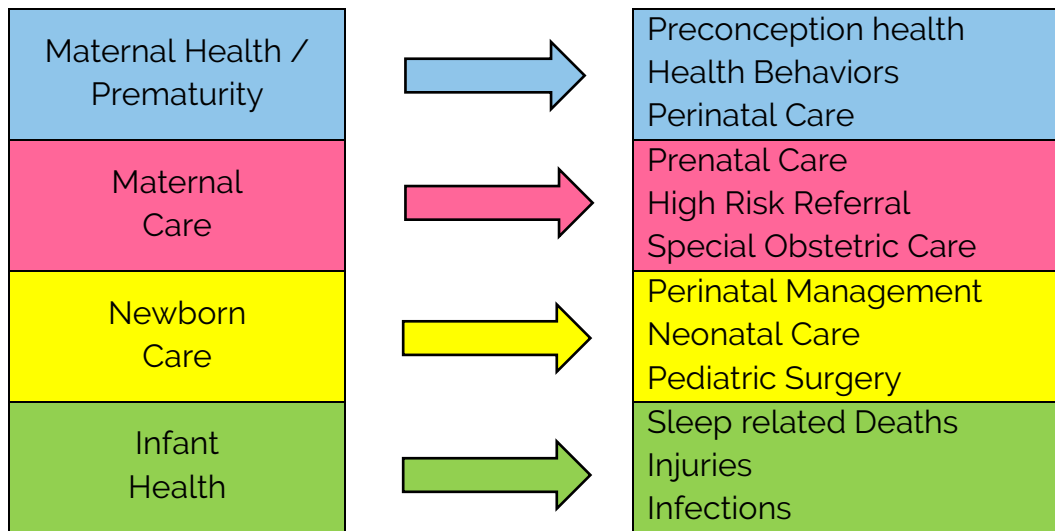 Maternal Health /
Prematurity
Preconception health
Health Behaviors
Perinatal Care
Maternal
Care
Prenatal Care
High Risk Referral
Special Obstetric Care
Newborn
Care
Perinatal Management
Neonatal Care
Pediatric Surgery
Infant
Health
Sleep related Deaths
Injuries
Infections